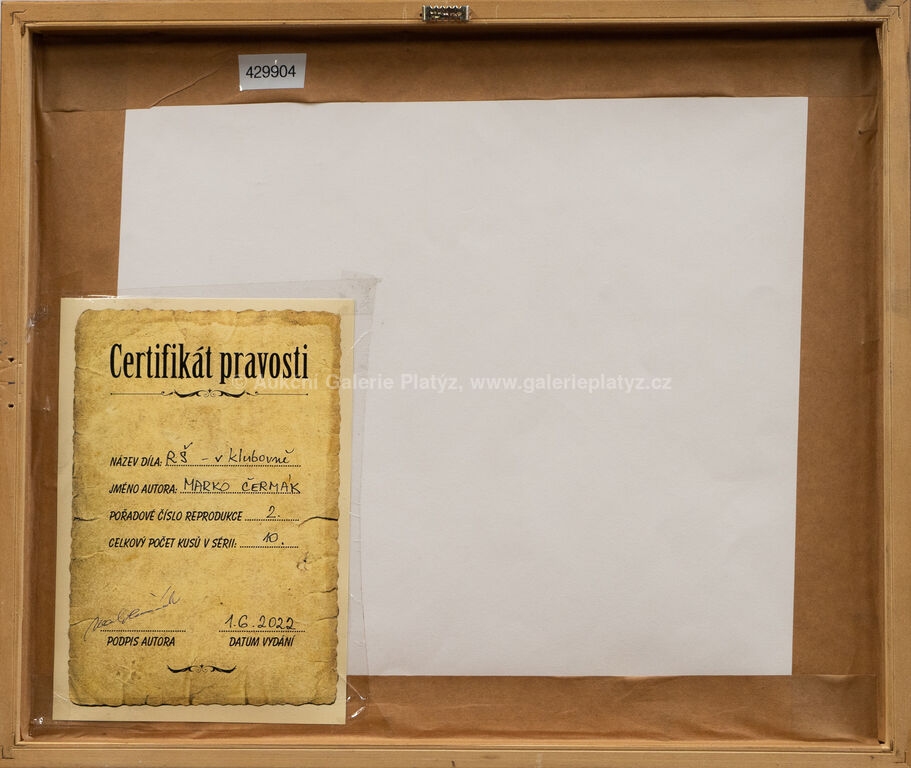 429904
Certifikát pravosti
© Aukční Galerie Platýz, www.galerieplatyz.cz
NÁZEV DÍLA: RŠ - v klubovně
JMÉNO AUTORA: MARKO ČERMÁK
POŘADOVÉ ČÍSLO REPRODUKCE 2.
CELKOVÝ POČET KUSŮ V SÉRII: 10.
1.6.2022
PODPIS AUTORA DATUM VYDÁNÍ